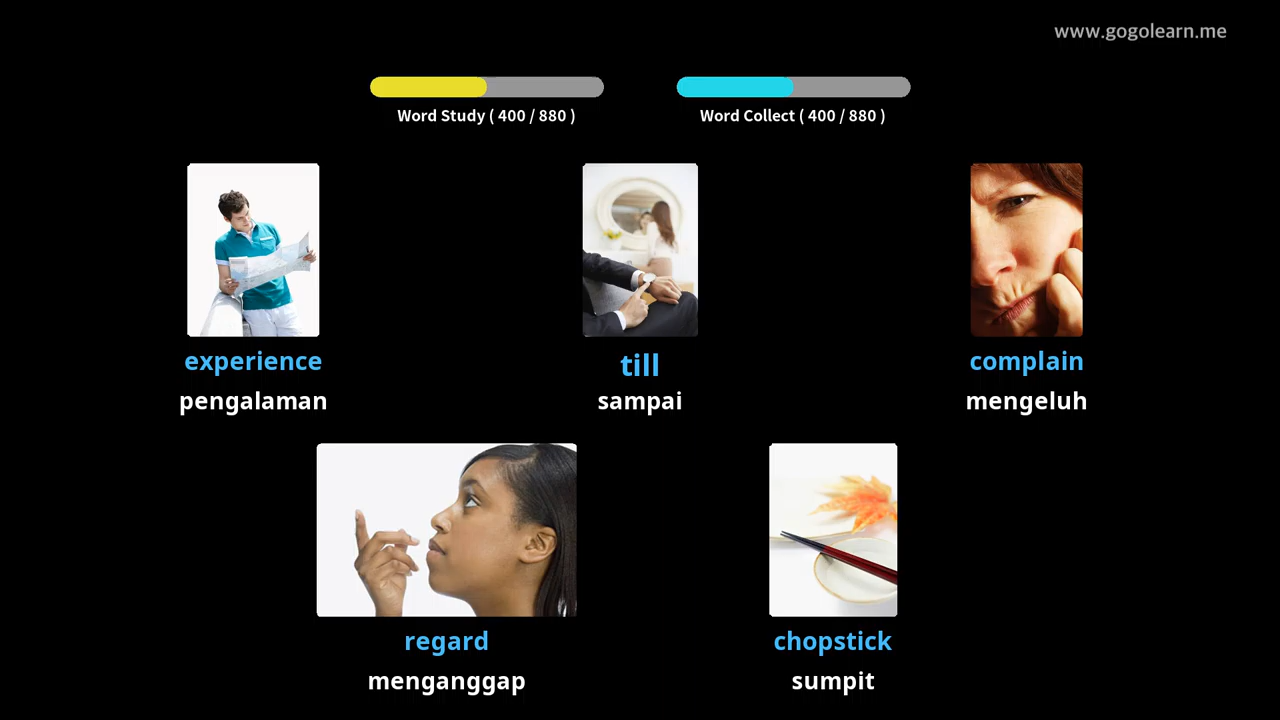 www.gogolearn.me
Word Study ( 400 / 880 )
Word Collect ( 400 / 880 )
experience
pengalaman
till
sampai
complain
mengeluh
regard
menganggap
chopstick
sumpit